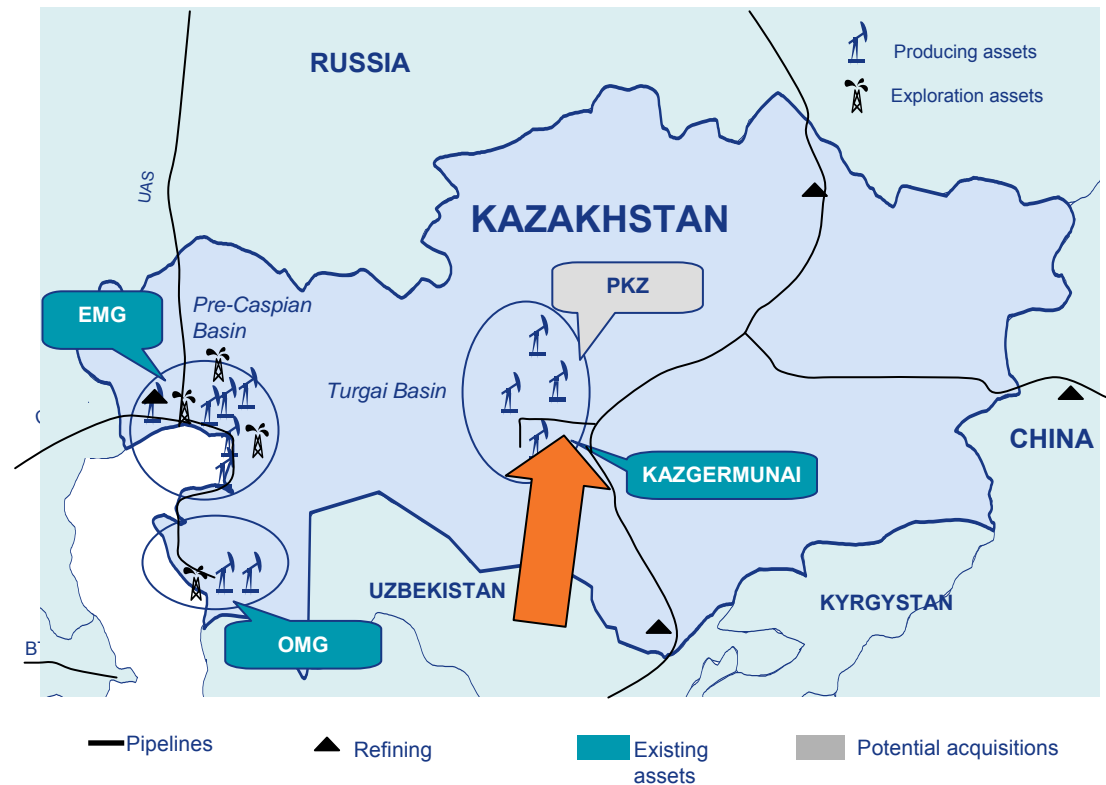 RUSSIA
Producing assets
Exploration assets
UAS
KAZAKHSTAN
PKZ
EMG
Pre-Caspian
Basin
Turgai Basin
CHINA
KAZGERMUNAI
UZBEKISTAN
KYRGYSTAN
OMG
Pipelines
Refining
Existing
assets
Potential acquisitions